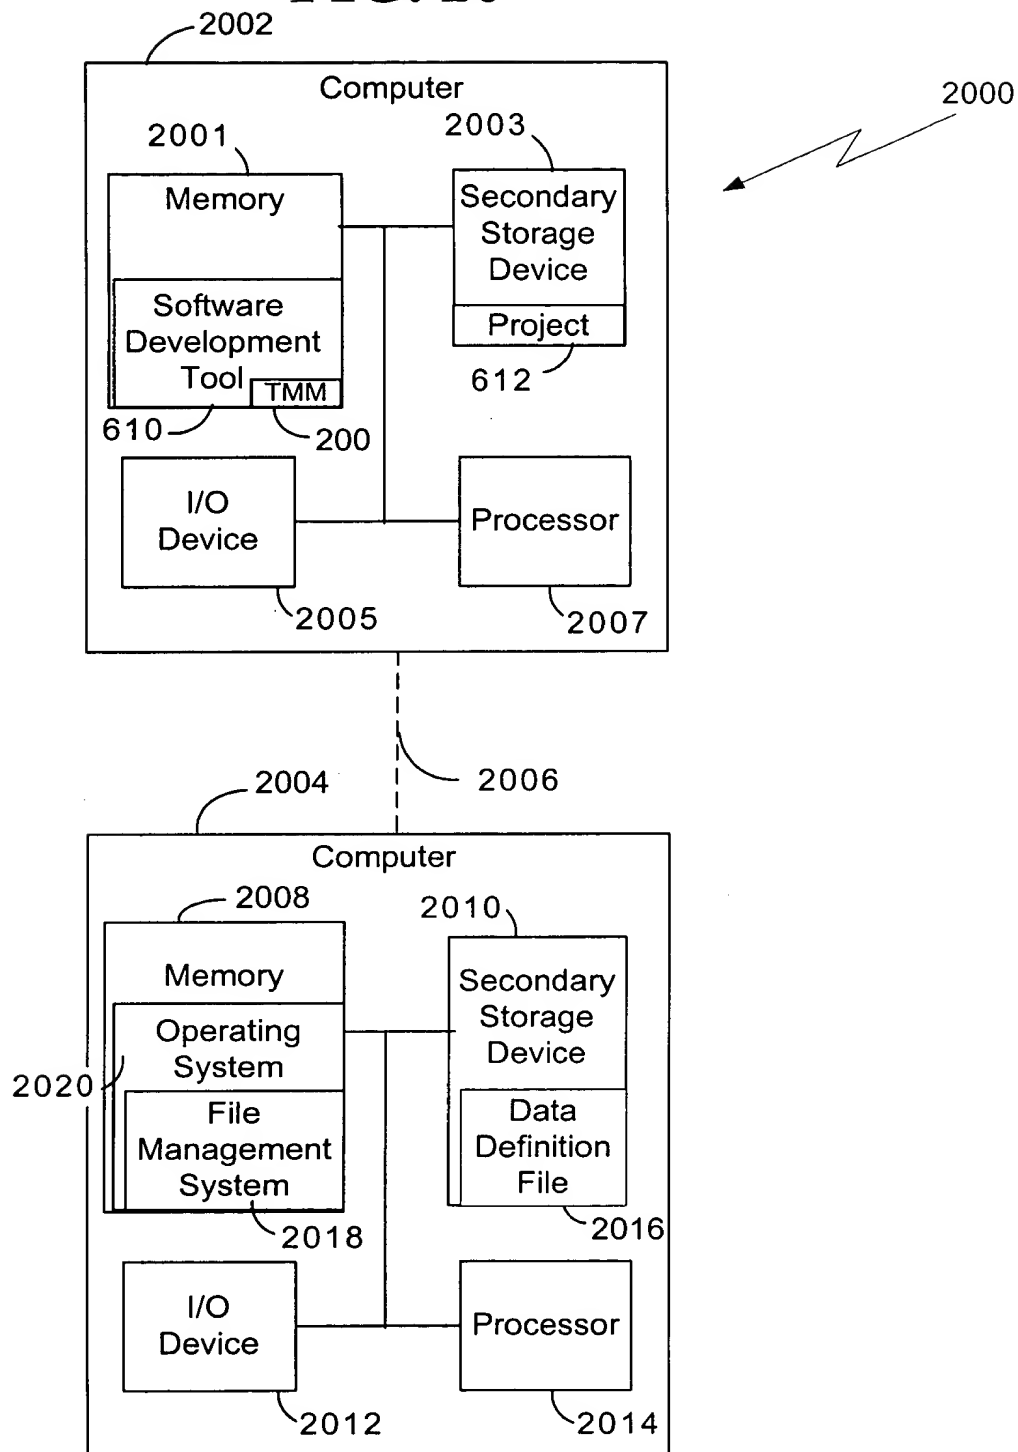 2002
Computer
2000
2001
2003
Memory
Secondary
Storage
Device
Software
Development
Tool
TMM
Project
612
610
200
I/O
Device
Processor
2005
2007
2006
2004
Computer
2008
2010
Memory
Secondary
Storage
Device
Operating
System
2020
File
Management
System
Data
Definition
File
2018
2016
I/O
Device
Processor
2012
2014